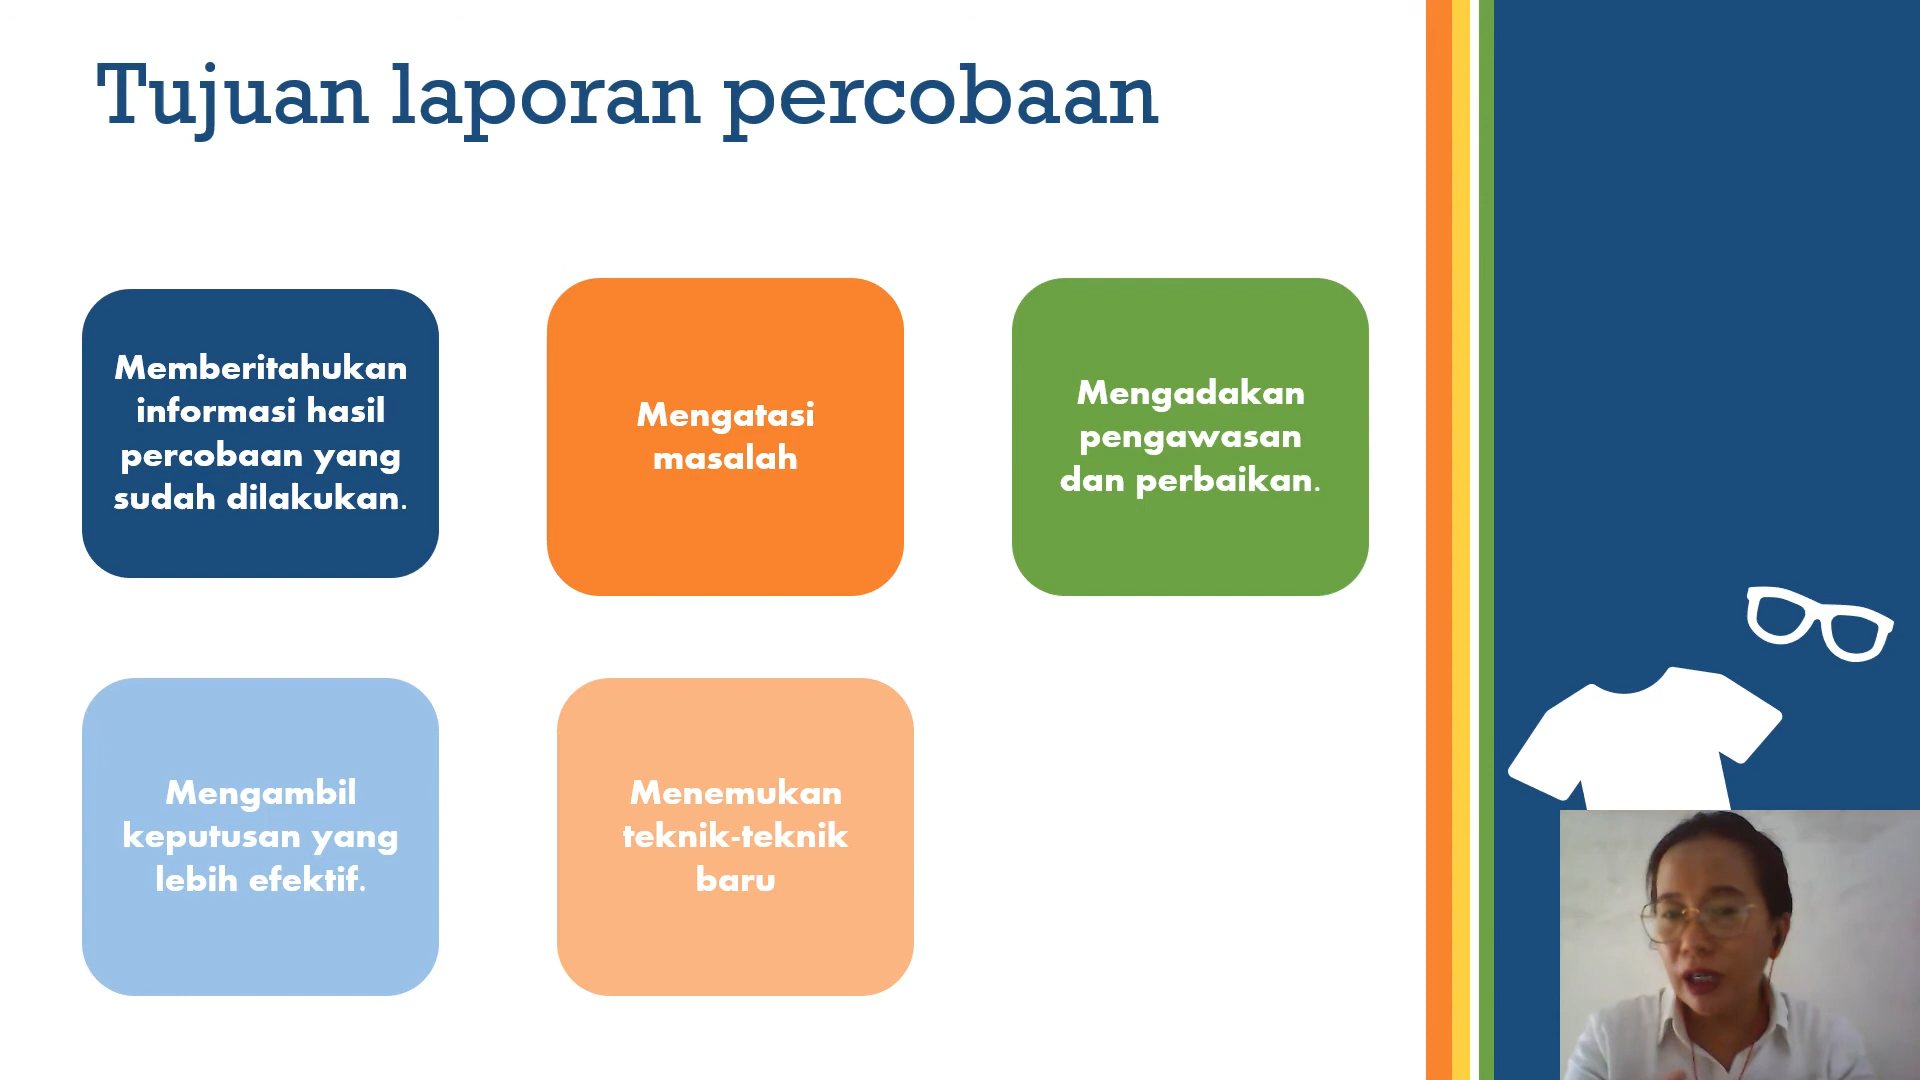 Tujuan laporan percobaan
Memberitahukan
informasi hasil
percobaan yang
sudah dilakukan.
Mengatasi
masalah
Mengadakan
pengawasan
dan perbaikan.
Mengambil
keputusan yang
lebih efektif.
Menemukan
teknik-teknik
baru